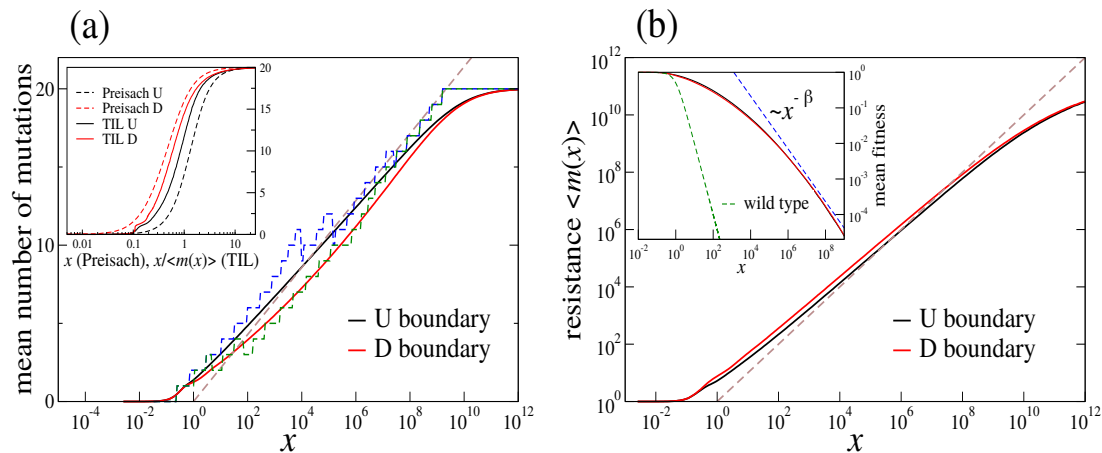 (a)
mean number of mutations
20
10
0
10^-4
10^-2
10^0
10^2
10^4
10^6
10^8
10^10
10^12
x
U boundary
D boundary
Preisach U
Preisach D
TIL U
TIL D
20
15
10
5
0
0.01
0.1
1
10
x (Preisach), x/<m(x)> (TIL)
(b)
resistance <m(x)>
10^12
10^10
10^8
10^6
10^4
10^2
10^0
10^-2
10^0
10^2
10^4
10^6
10^8
10^10
10^12
x
U boundary
D boundary
~x^-β
wild type
10^0
10^-1
10^-2
10^-3
10^-4
mean fitness
10^-2
10^0
10^2
10^4
10^6
10^8
x